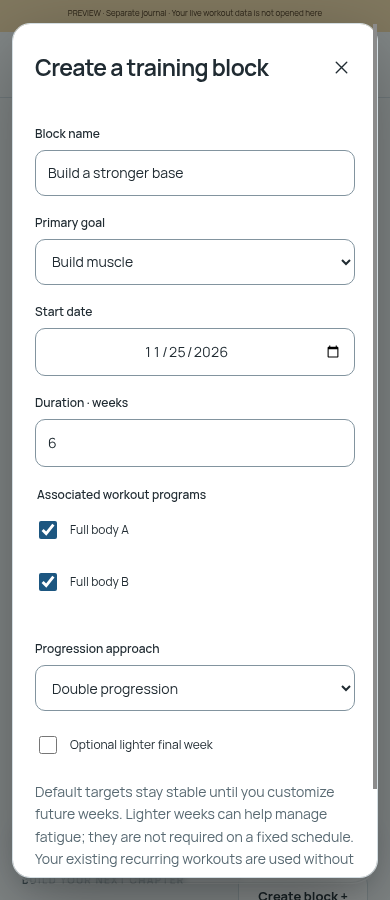 PREVIEW · Separate journal · Your live workout data is not opened here
Create a training block
Block name
Build a stronger base
Primary goal
Build muscle
Start date
11/25/2026
Duration · weeks
6
Associated workout programs
Full body A
Full body B
Progression approach
Double progression
Optional lighter final week
Default targets stay stable until you customize
future weeks. Lighter weeks can help manage
fatigue; they are not required on a fixed schedule.
Your existing recurring workouts are used without
Create block +